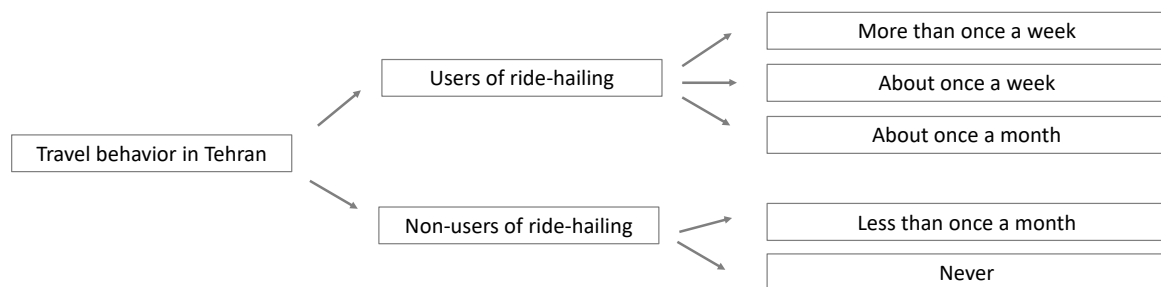 More than once a week
Users of ride-hailing
About once a week
About once a month
Travel behavior in Tehran
Non-users of ride-hailing
Less than once a month
Never